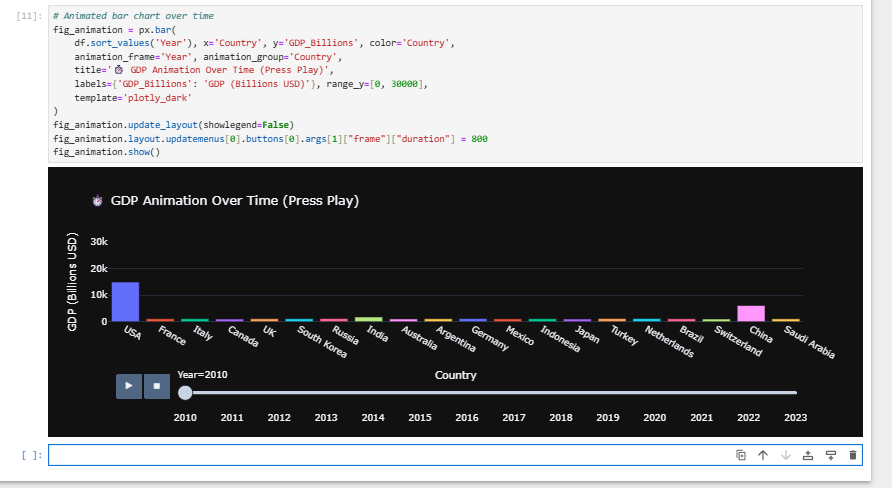 [11]: # Animated bar chart over time
fig_animation = px.bar(
df.sort_values('Year'), x='Country', y='GDP_Billions', color='Country',
animation_frame='Year', animation_group='Country',
title='⏱ GDP Animation Over Time (Press Play)',
labels={'GDP_Billions': 'GDP (Billions USD)'}, range_y=[0, 30000],
template='plotly_dark'
)
fig_animation.update_layout(showlegend=False)
fig_animation.layout.updatemenus[0].buttons[0].args[1]["frame"]["duration"] = 800
fig_animation.show()
⏱ GDP Animation Over Time (Press Play)
GDP (Billions USD)
30k
20k
10k
0
USA France Italy Canada UK South Korea Russia India Australia Argentina Germany Mexico Indonesia Japan Turkey Netherlands Brazil Switzerland China Saudi Arabia
Year=2010
Country
2010 2011 2012 2013 2014 2015 2016 2017 2018 2019 2020 2021 2022 2023
[ ]: